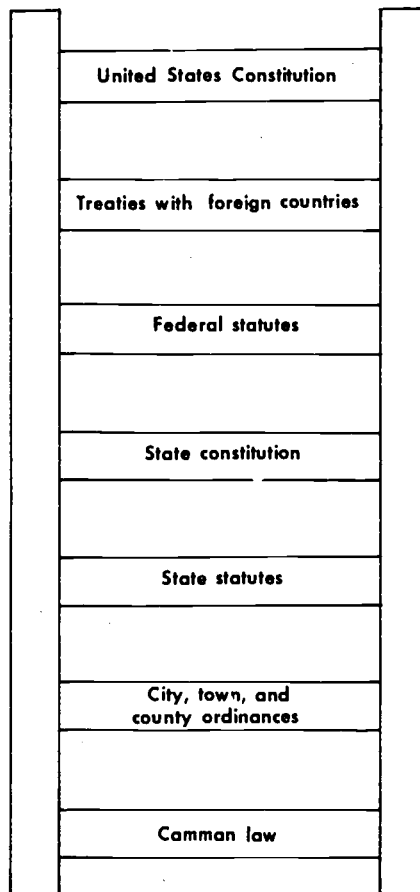 United States Constitution
Treaties with foreign countries
Federal statutes
State constitution
State statutes
City, town, and
county ordinances
Camman law